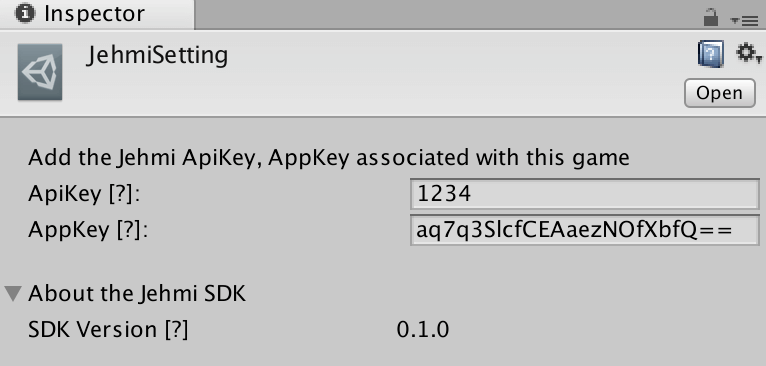 Inspector
JehmiSetting
Open
Add the Jehmi ApiKey, AppKey associated with this game
ApiKey [?]: 1234
AppKey [?]: aq7q3SlcfCEAaezNOfXbfQ==
About the Jehmi SDK
SDK Version [?] 0.1.0